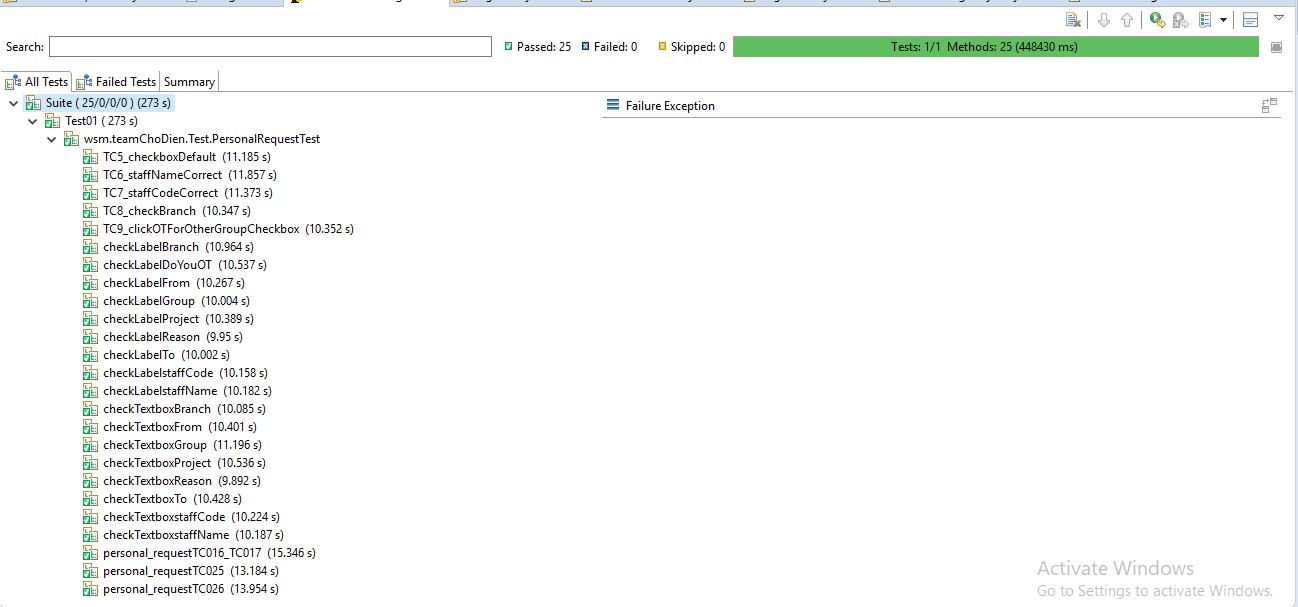 Search:
Passed: 25
Failed: 0
Skipped: 0
Tests: 1/1 Methods: 25 (448430 ms)
All Tests
Failed Tests
Summary
Suite ( 25/0/0/0 ) (273 s)
Failure Exception
Test01 ( 273 s)
wsm.teamChoDien.Test.PersonalRequestTest
TC5_checkboxDefault (11.185 s)
TC6_staffNameCorrect (11.857 s)
TC7_staffCodeCorrect (11.373 s)
TC8_checkBranch (10.347 s)
TC9_clickOTForOtherGroupCheckbox (10.352 s)
checkLabelBranch (10.964 s)
checkLabelDoYouOT (10.537 s)
checkLabelFrom (10.267 s)
checkLabelGroup (10.004 s)
checkLabelProject (10.389 s)
checkLabelReason (9.95 s)
checkLabelTo (10.002 s)
checkLabelstaffCode (10.158 s)
checkLabelstaffName (10.182 s)
checkTextboxBranch (10.085 s)
checkTextboxFrom (10.401 s)
checkTextboxGroup (11.196 s)
checkTextboxProject (10.536 s)
checkTextboxReason (9.892 s)
checkTextboxTo (10.428 s)
checkTextboxstaffCode (10.224 s)
checkTextboxstaffName (10.187 s)
personal_requestTC016_TC017 (15.346 s)
personal_requestTC025 (13.184 s)
personal_requestTC026 (13.954 s)
Activate Windows
Go to Settings to activate Windows.